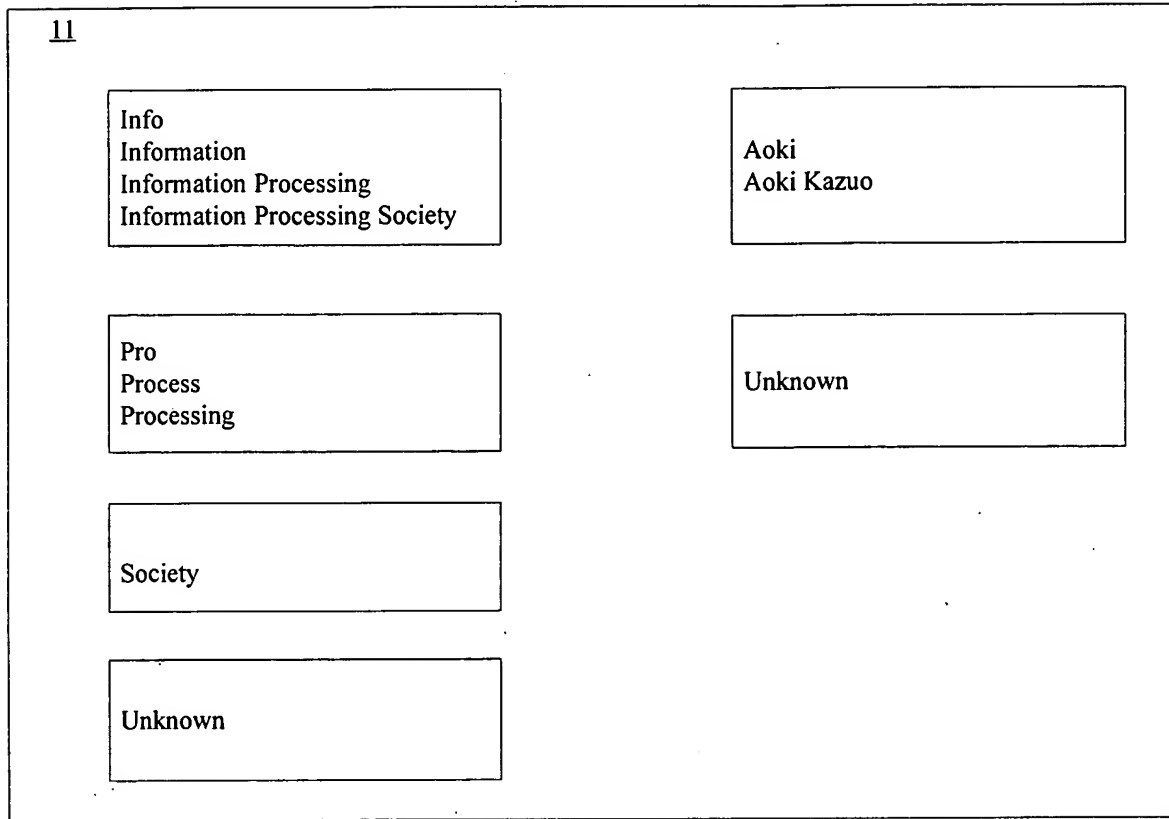 11
Info
Information
Information Processing
Information Processing Society
Pro
Process
Processing
Society
Unknown
Aoki
Aoki Kazuo
Unknown